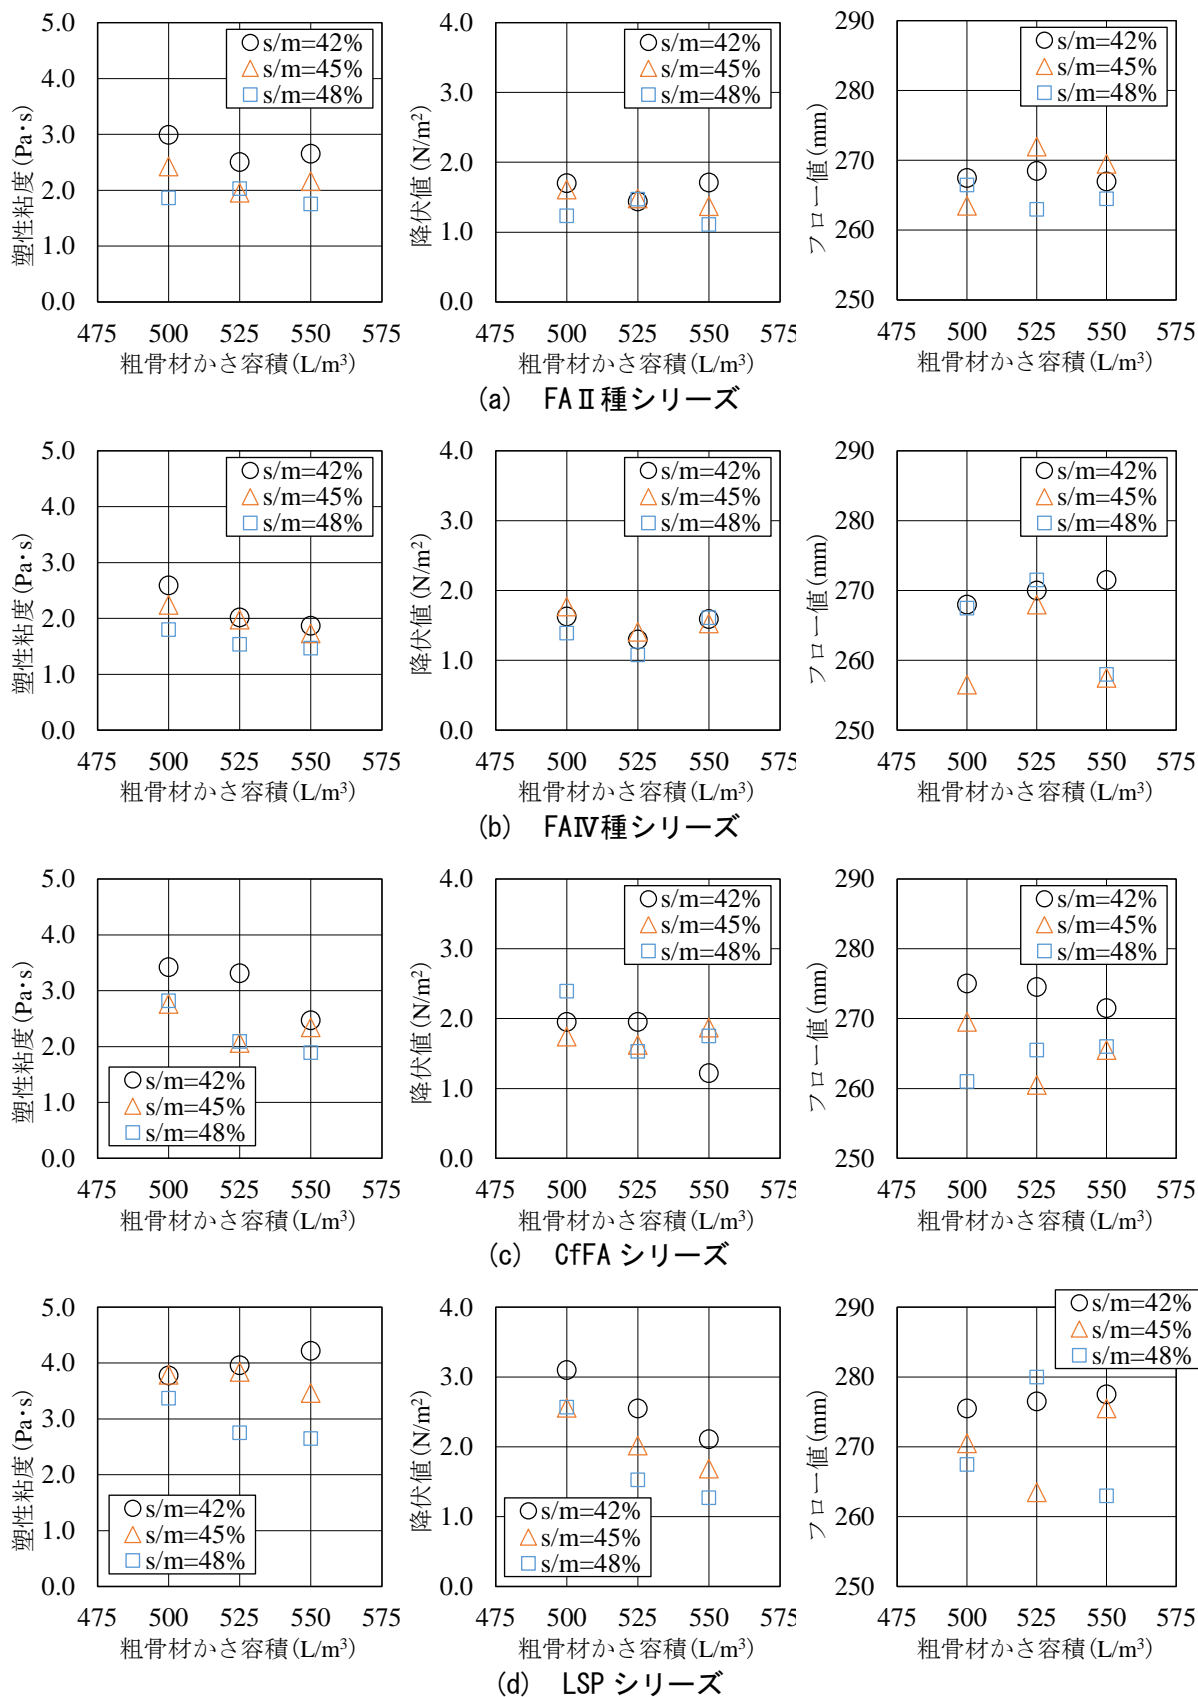 塑性粘度(Pa・s)
5.0
4.0
3.0
2.0
1.0
0.0
s/m=42%
s/m=45%
s/m=48%
475 500 525 550 575
粗骨材かさ容積(L/m³)
降伏値(N/m²)
4.0
3.0
2.0
1.0
0.0
s/m=42%
s/m=45%
s/m=48%
475 500 525 550 575
粗骨材かさ容積(L/m³)
フロー値(mm)
290
280
270
260
250
s/m=42%
s/m=45%
s/m=48%
475 500 525 550 575
粗骨材かさ容積(L/m³)
(a) FAⅡ種シリーズ
塑性粘度(Pa・s)
5.0
4.0
3.0
2.0
1.0
0.0
s/m=42%
s/m=45%
s/m=48%
475 500 525 550 575
粗骨材かさ容積(L/m³)
降伏値(N/m²)
4.0
3.0
2.0
1.0
0.0
s/m=42%
s/m=45%
s/m=48%
475 500 525 550 575
粗骨材かさ容積(L/m³)
フロー値(mm)
290
280
270
260
250
s/m=42%
s/m=45%
s/m=48%
475 500 525 550 575
粗骨材かさ容積(L/m³)
(b) FAⅣ種シリーズ
塑性粘度(Pa・s)
5.0
4.0
3.0
2.0
1.0
0.0
s/m=42%
s/m=45%
s/m=48%
475 500 525 550 575
粗骨材かさ容積(L/m³)
降伏値(N/m²)
4.0
3.0
2.0
1.0
0.0
s/m=42%
s/m=45%
s/m=48%
475 500 525 550 575
粗骨材かさ容積(L/m³)
フロー値(mm)
290
280
270
260
250
s/m=42%
s/m=45%
s/m=48%
475 500 525 550 575
粗骨材かさ容積(L/m³)
(c) CfFA シリーズ
塑性粘度(Pa・s)
5.0
4.0
3.0
2.0
1.0
0.0
s/m=42%
s/m=45%
s/m=48%
475 500 525 550 575
粗骨材かさ容積(L/m³)
降伏値(N/m²)
4.0
3.0
2.0
1.0
0.0
s/m=42%
s/m=45%
s/m=48%
475 500 525 550 575
粗骨材かさ容積(L/m³)
フロー値(mm)
290
280
270
260
250
s/m=42%
s/m=45%
s/m=48%
475 500 525 550 575
粗骨材かさ容積(L/m³)
(d) LSP シリーズ